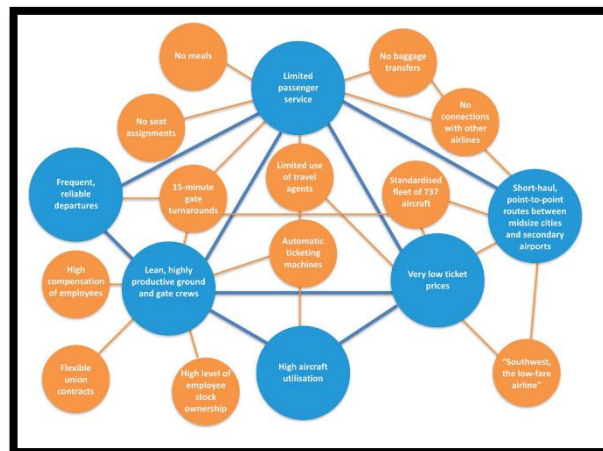 No meals
Limited
passenger
service
No baggage
transfers
No seat
assignments
No
connections
with other
airlines
Frequent,
reliable
departures
15-minute
gate
turnarounds
Limited use
of travel
agents
Standardised
fleet of 737
aircraft
Short-haul,
point-to-point
routes between
midsize cities
and secondary
airports
High
compensation
of employees
Lean, highly
productive ground
and gate crews
Automatic
ticketing
machines
Very low ticket
prices
Flexible
union
contracts
High level of
employee
stock
ownership
High aircraft
utilisation
"Southwest,
the low-fare
airline"